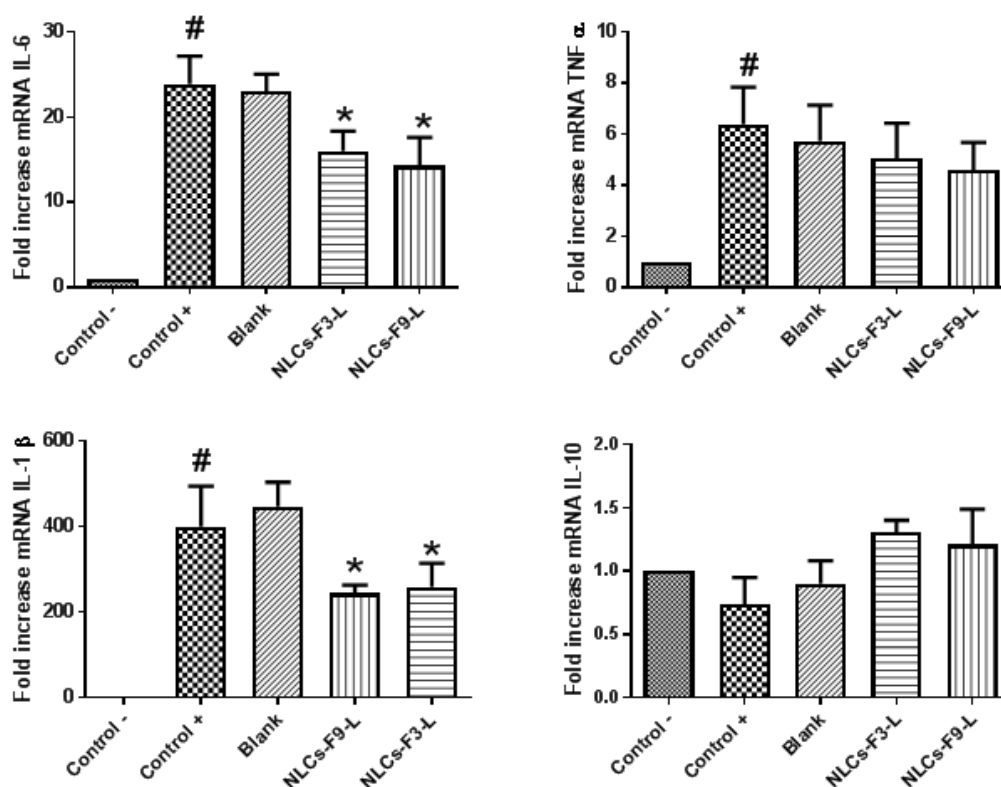 Fold increase mRNA IL-6
30
20
10
0
#
*
*
Control -
Control +
Blank
NLCs-F3-L
NLCs-F9-L
Fold increase mRNA TNF α
10
8
6
4
2
0
#
Control -
Control +
Blank
NLCs-F3-L
NLCs-F9-L
Fold increase mRNA IL-1 β
600
400
200
0
#
*
*
Control -
Control +
Blank
NLCs-F9-L
NLCs-F3-L
Fold increase mRNA IL-10
2.0
1.5
1.0
0.5
0.0
Control -
Control +
Blank
NLCs-F3-L
NLCs-F9-L